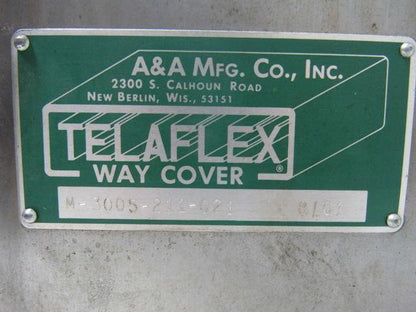 A&A MFG. CO., INC.
2300 S. CALHOUN ROAD
NEW BERLIN, WIS., 53151
TELAFLEX®
WAY COVER